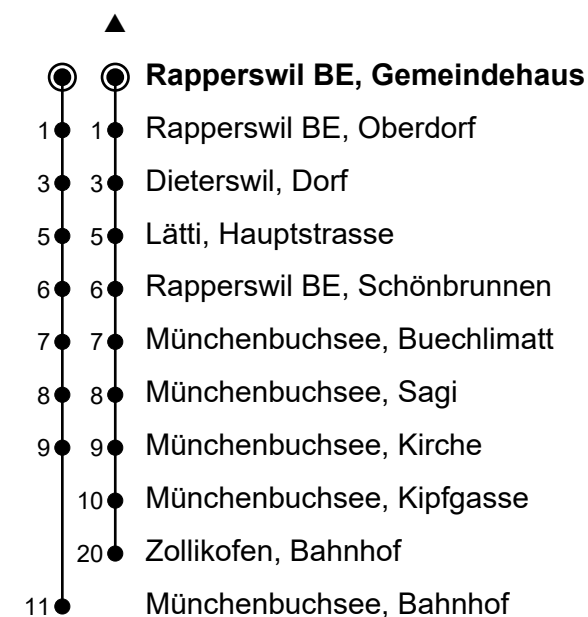 ▲
Rapperswil BE, Gemeindehaus
1 1 Rapperswil BE, Oberdorf
3 3 Dieterswil, Dorf
5 5 Lätti, Hauptstrasse
6 6 Rapperswil BE, Schönbrunnen
7 7 Münchenbuchsee, Buechlimatt
8 8 Münchenbuchsee, Sagi
9 9 Münchenbuchsee, Kirche
10 Münchenbuchsee, Kipfgasse
20 Zollikofen, Bahnhof
11 Münchenbuchsee, Bahnhof